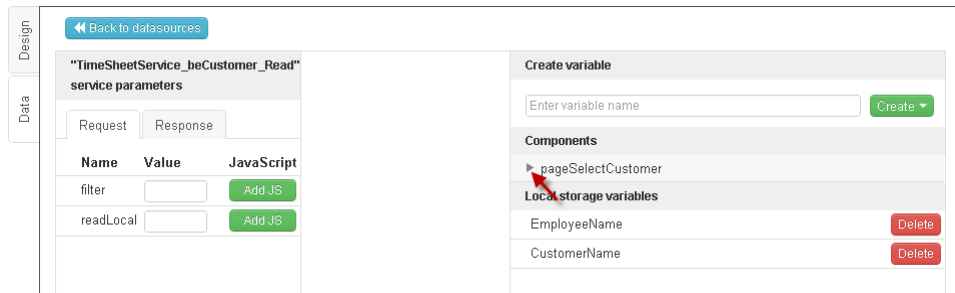 Design
Data
Back to datasources
"TimeSheetService_beCustomer_Read"
service parameters
Request Response
Name Value JavaScript
filter Add JS
readLocal Add JS
Create variable
Enter variable name Create
Components
pageSelectCustomer
Local storage variables
EmployeeName Delete
CustomerName Delete